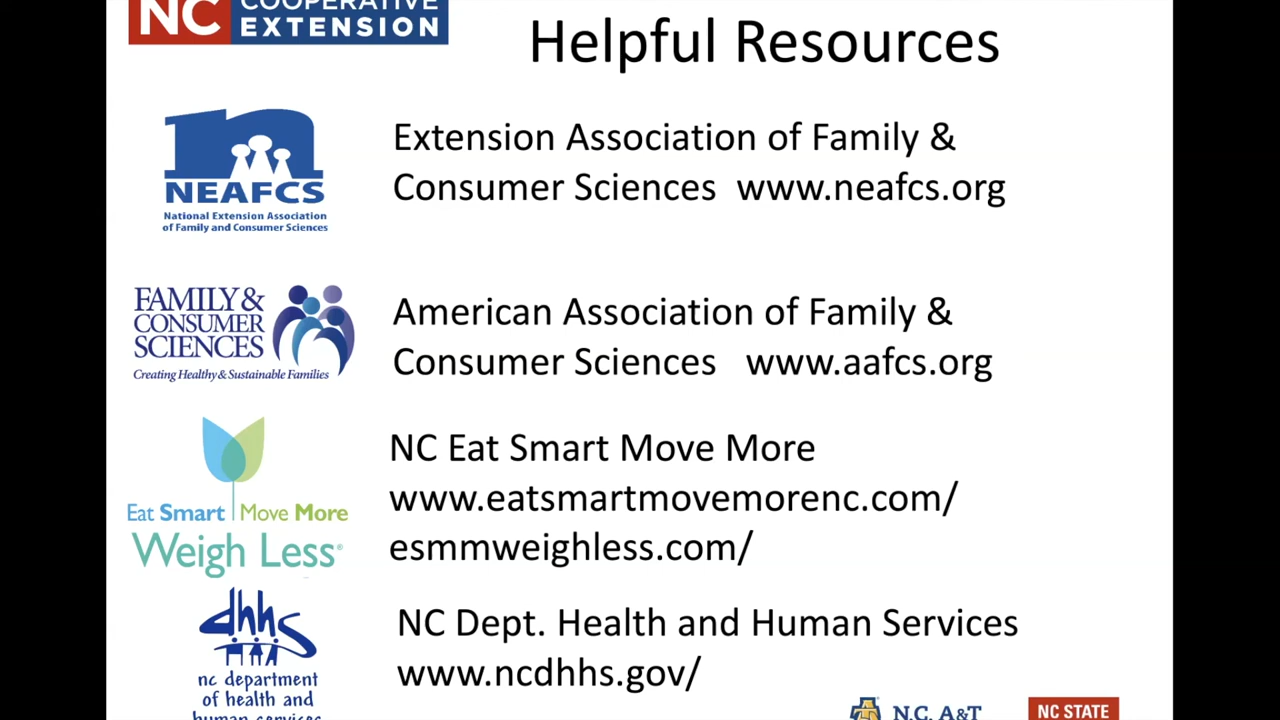 NC COOPERATIVE
EXTENSION
Helpful Resources
NEAFCS
National Extension Association
of Family and Consumer Sciences
Extension Association of Family &
Consumer Sciences www.neafcs.org
FAMILY &
CONSUMER
SCIENCES
Creating Healthy & Sustainable Families
American Association of Family &
Consumer Sciences www.aafcs.org
Eat Smart Move More
Weigh Less®
NC Eat Smart Move More
www.eatsmartmovemorenc.com/
esmmweighless.com/
dhhs
nc department
of health and
human services
NC Dept. Health and Human Services
www.ncdhhs.gov/
N.C. A&T
NC STATE